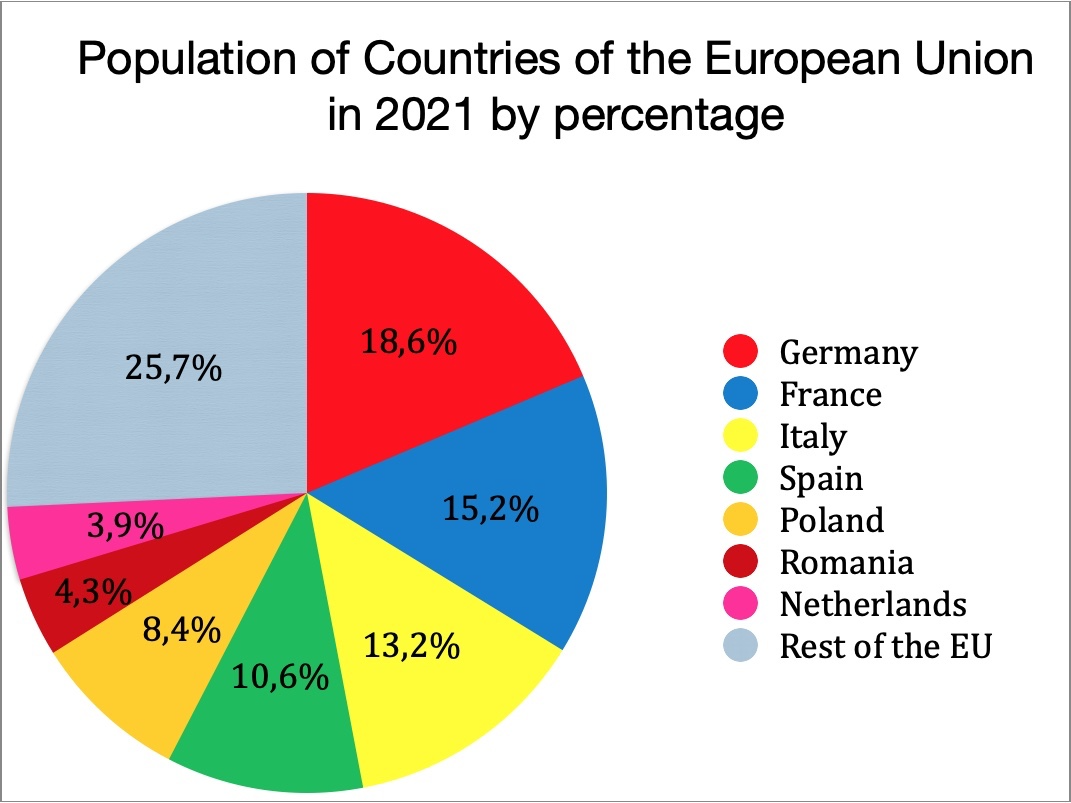 Population of Countries of the European Union
in 2021 by percentage
18,6%
25,7%
15,2%
3,9%
4,3%
8,4%
13,2%
10,6%
Germany
France
Italy
Spain
Poland
Romania
Netherlands
Rest of the EU